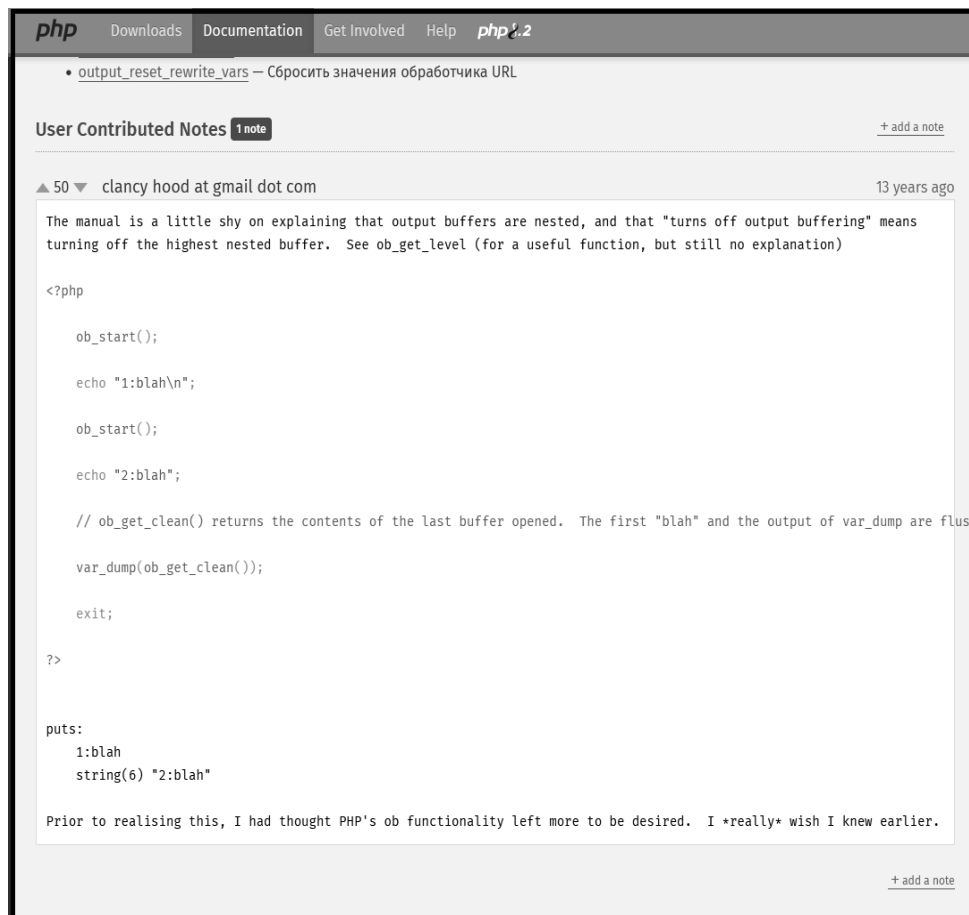 php Downloads Documentation Get Involved Help php8.2
• output_reset_rewrite_vars — Сбросить значения обработчика URL
User Contributed Notes 1 note + add a note
50 clancy hood at gmail dot com 13 years ago
The manual is a little shy on explaining that output buffers are nested, and that "turns off output buffering" means
turning off the highest nested buffer.  See ob_get_level (for a useful function, but still no explanation)
<?php
ob_start();
echo "1:blah\n";
ob_start();
echo "2:blah";
// ob_get_clean() returns the contents of the last buffer opened.  The first "blah" and the output of var_dump are flus
var_dump(ob_get_clean());
exit;
?>
puts:
1:blah
string(6) "2:blah"
Prior to realising this, I had thought PHP's ob functionality left more to be desired.  I *really* wish I knew earlier.
+ add a note